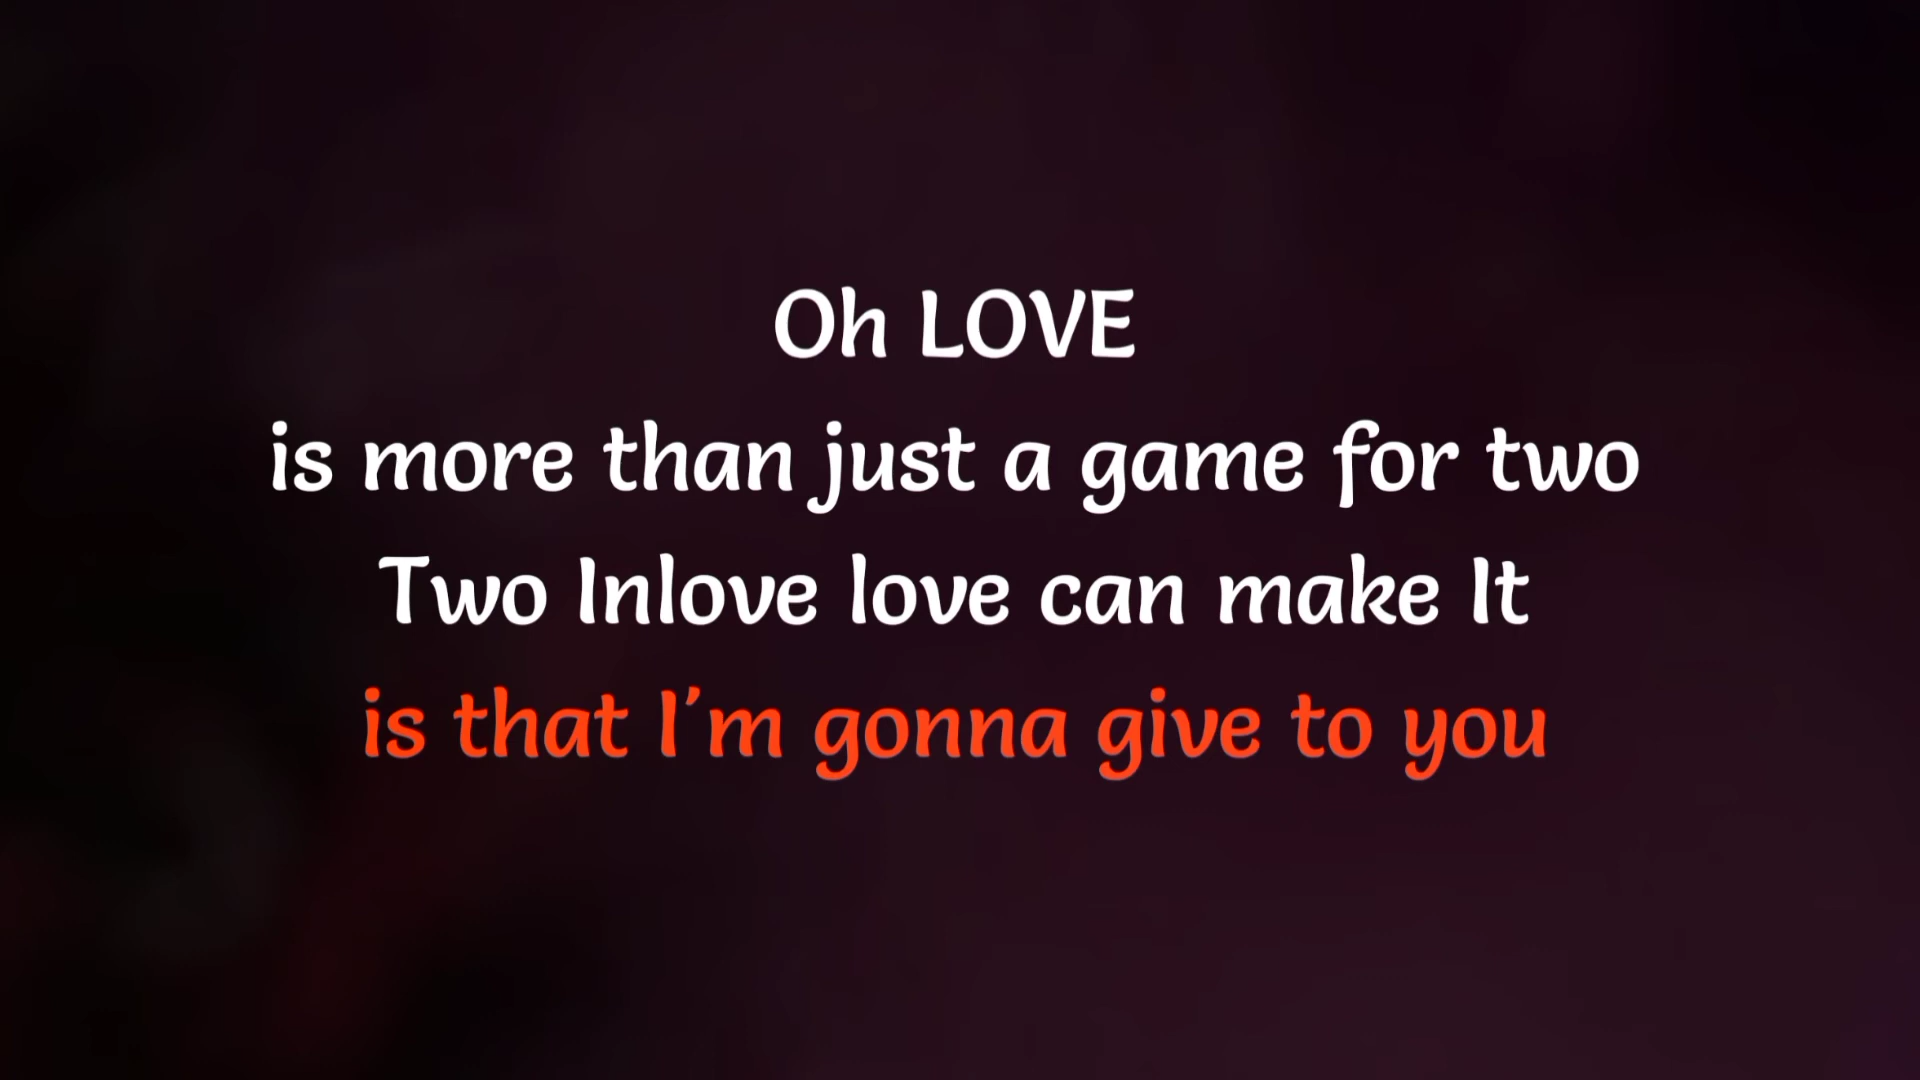 Oh LOVE
is more than just a game for two
Two Inlove love can make It
is that I'm gonna give to you